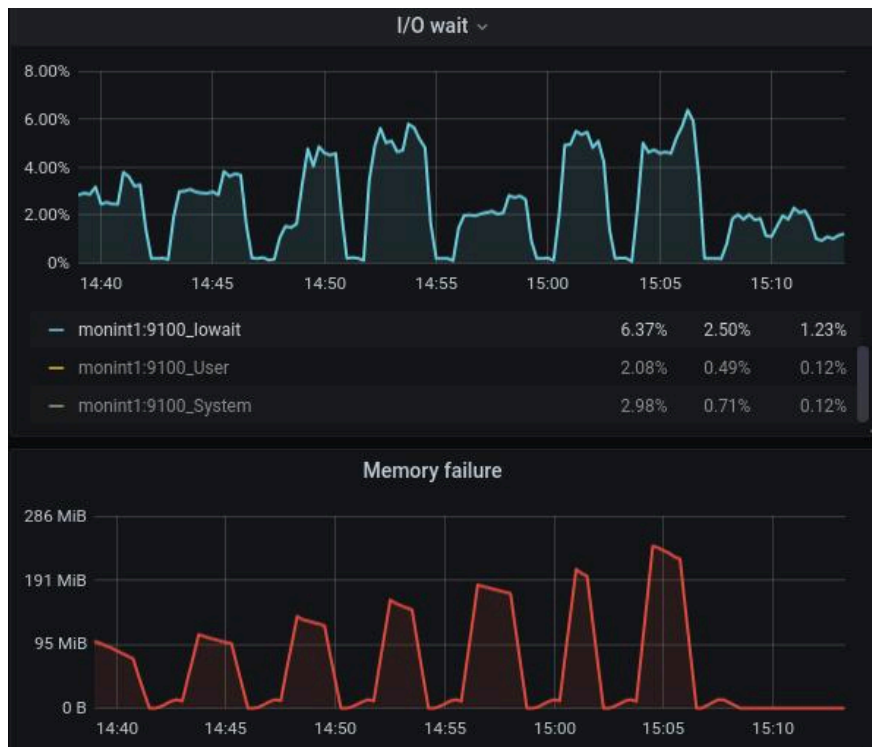 I/O wait
8.00%
6.00%
4.00%
2.00%
0%
14:40 14:45 14:50 14:55 15:00 15:05 15:10
monint1:9100_Iowait 6.37% 2.50% 1.23%
monint1:9100_User 2.08% 0.49% 0.12%
monint1:9100_System 2.98% 0.71% 0.12%
Memory failure
286 MiB
191 MiB
95 MiB
0 B
14:40 14:45 14:50 14:55 15:00 15:05 15:10